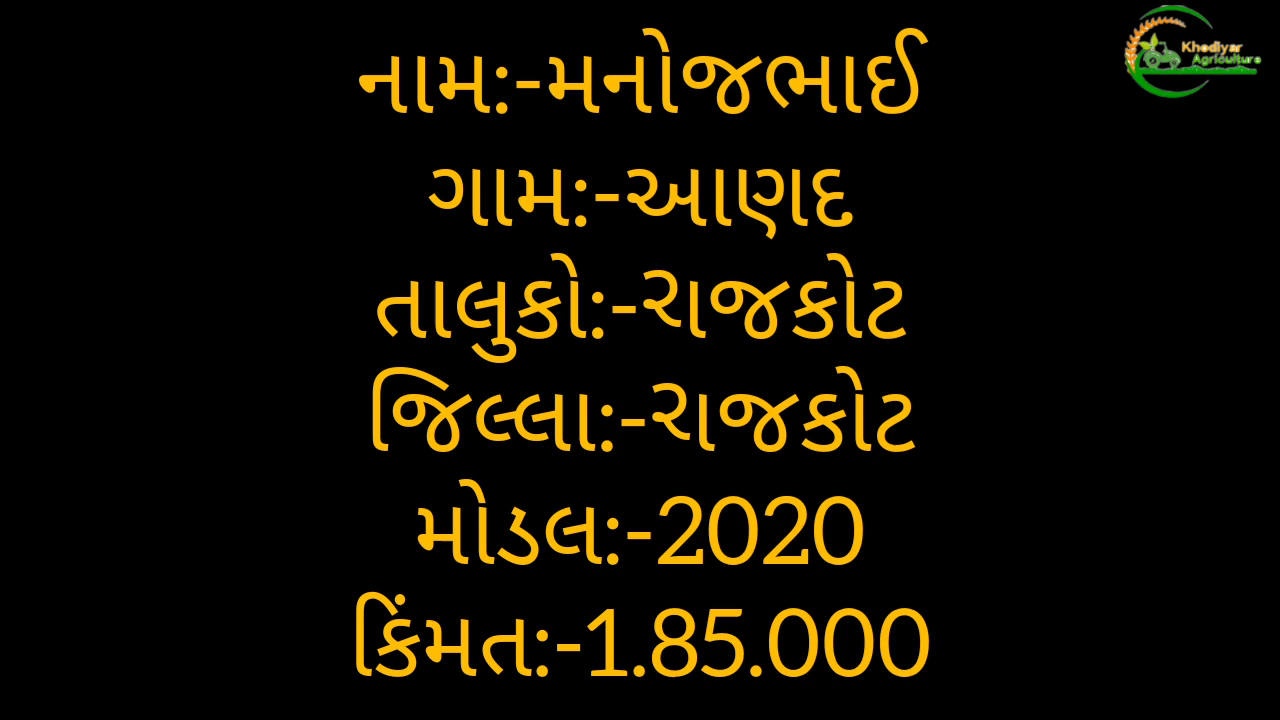 Khodiyar
Agriculture
નામ:-મનોજભાઈ
ગામ:-આણદ
તાલુકો:-રાજકોટ
જિલ્લા:-રાજકોટ
મોડલ:-2020
કિંમત:-1.85.000